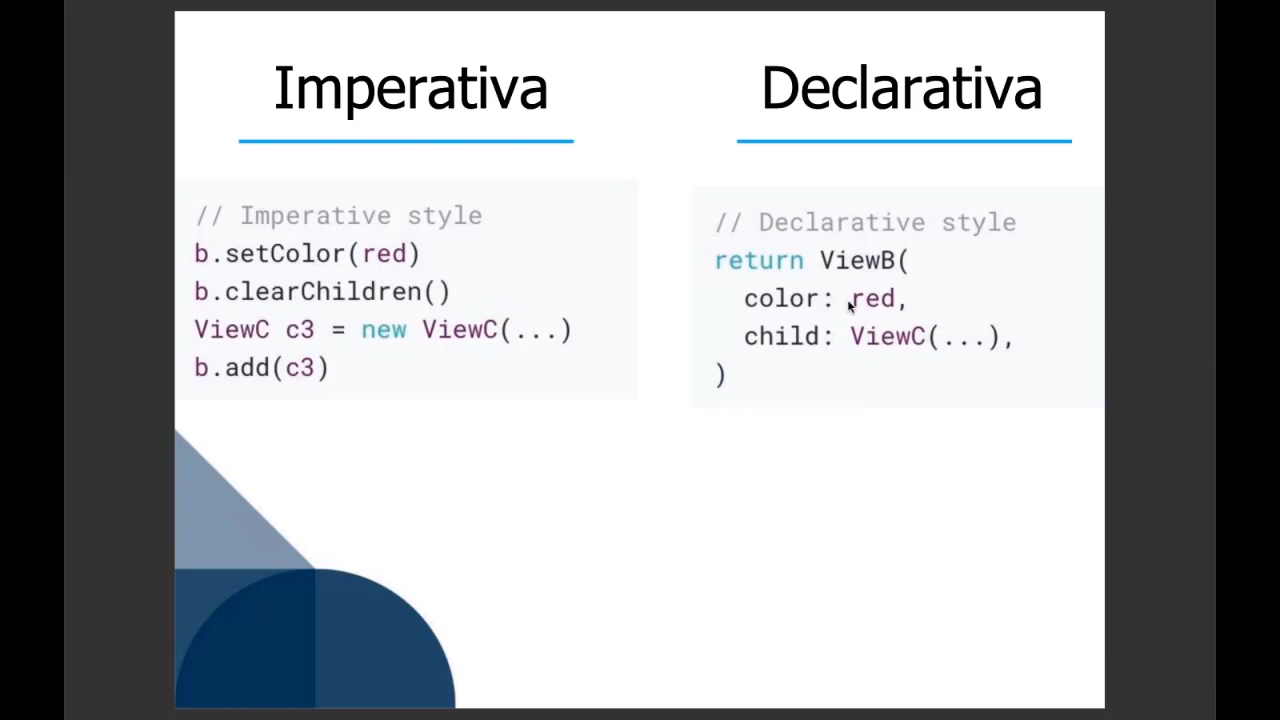 Imperativa
// Imperative style
b.setColor(red)
b.clearChildren()
ViewC c3 = new ViewC(...)
b.add(c3)
Declarativa
// Declarative style
return ViewB(
  color: red,
  child: ViewC(...),
)